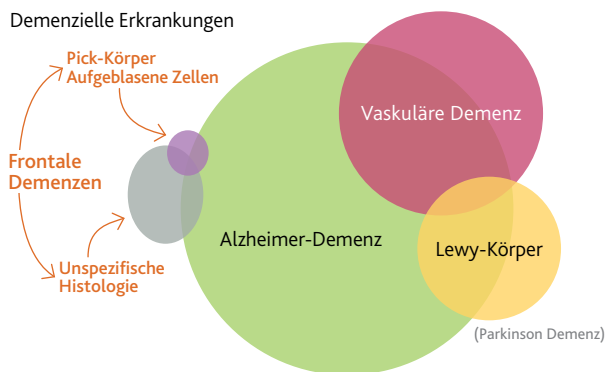 Demenzielle Erkrankungen
Pick-Körper
Aufgeblasene Zellen
Vaskuläre Demenz
Frontale
Demenzen
Alzheimer-Demenz
Lewy-Körper
Unspezifische
Histologie
(Parkinson Demenz)